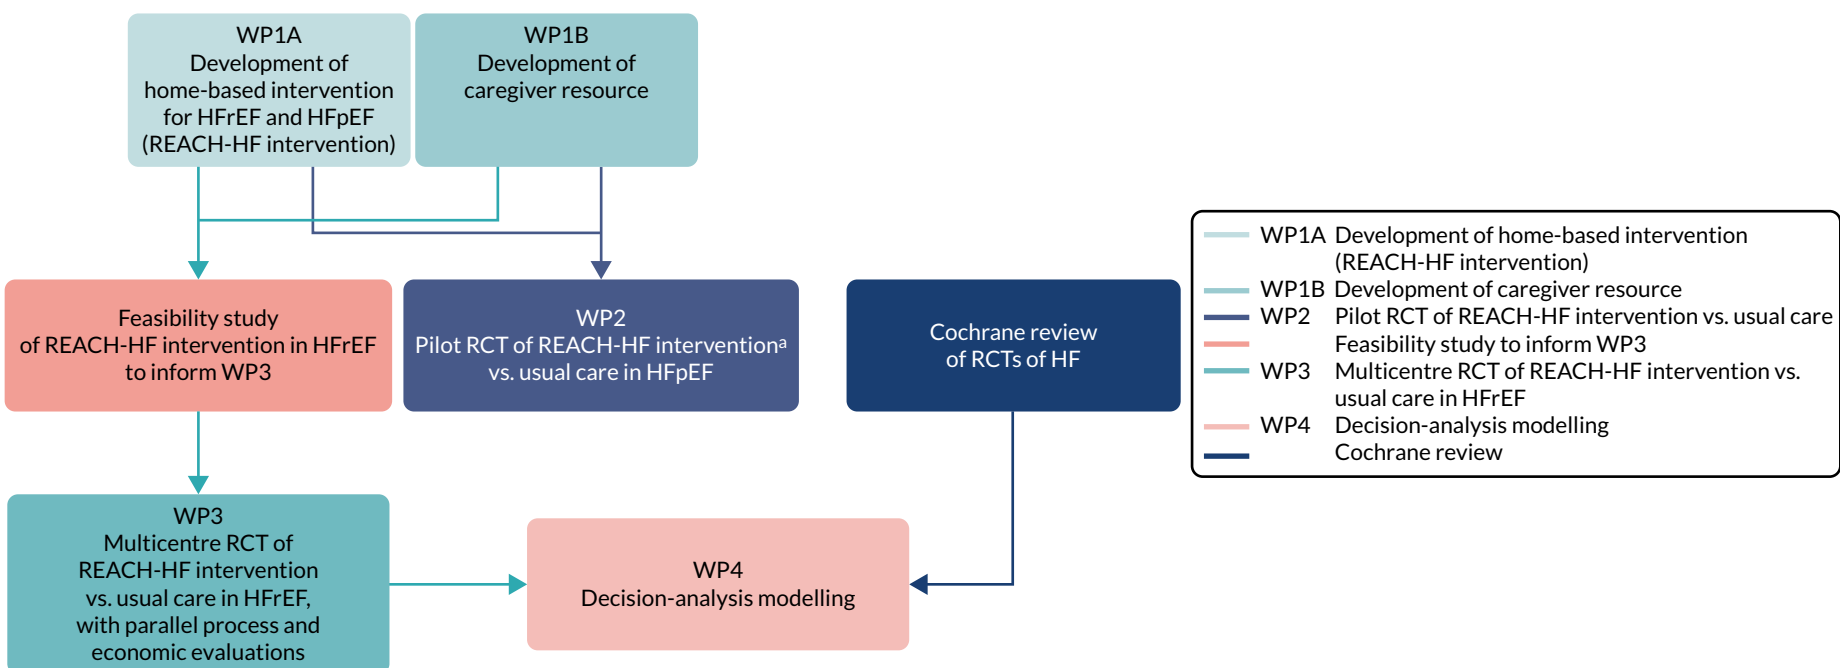 WP1A
Development of
home-based intervention
for HFrEF and HFpEF
(REACH-HF intervention)
WP1B
Development of
caregiver resource
Feasibility study
of REACH-HF intervention in HFrEF
to inform WP3
WP2
Pilot RCT of REACH-HF interventionᵃ
vs. usual care in HFpEF
Cochrane review
of RCTs of HF
WP1A Development of home-based intervention
(REACH-HF intervention)
WP1B Development of caregiver resource
WP2 Pilot RCT of REACH-HF intervention vs. usual care
Feasibility study to inform WP3
WP3 Multicentre RCT of REACH-HF intervention vs.
usual care in HFrEF
WP4 Decision-analysis modelling
Cochrane review
WP3
Multicentre RCT of
REACH-HF intervention
vs. usual care in HFrEF,
with parallel process and
economic evaluations
WP4
Decision-analysis modelling